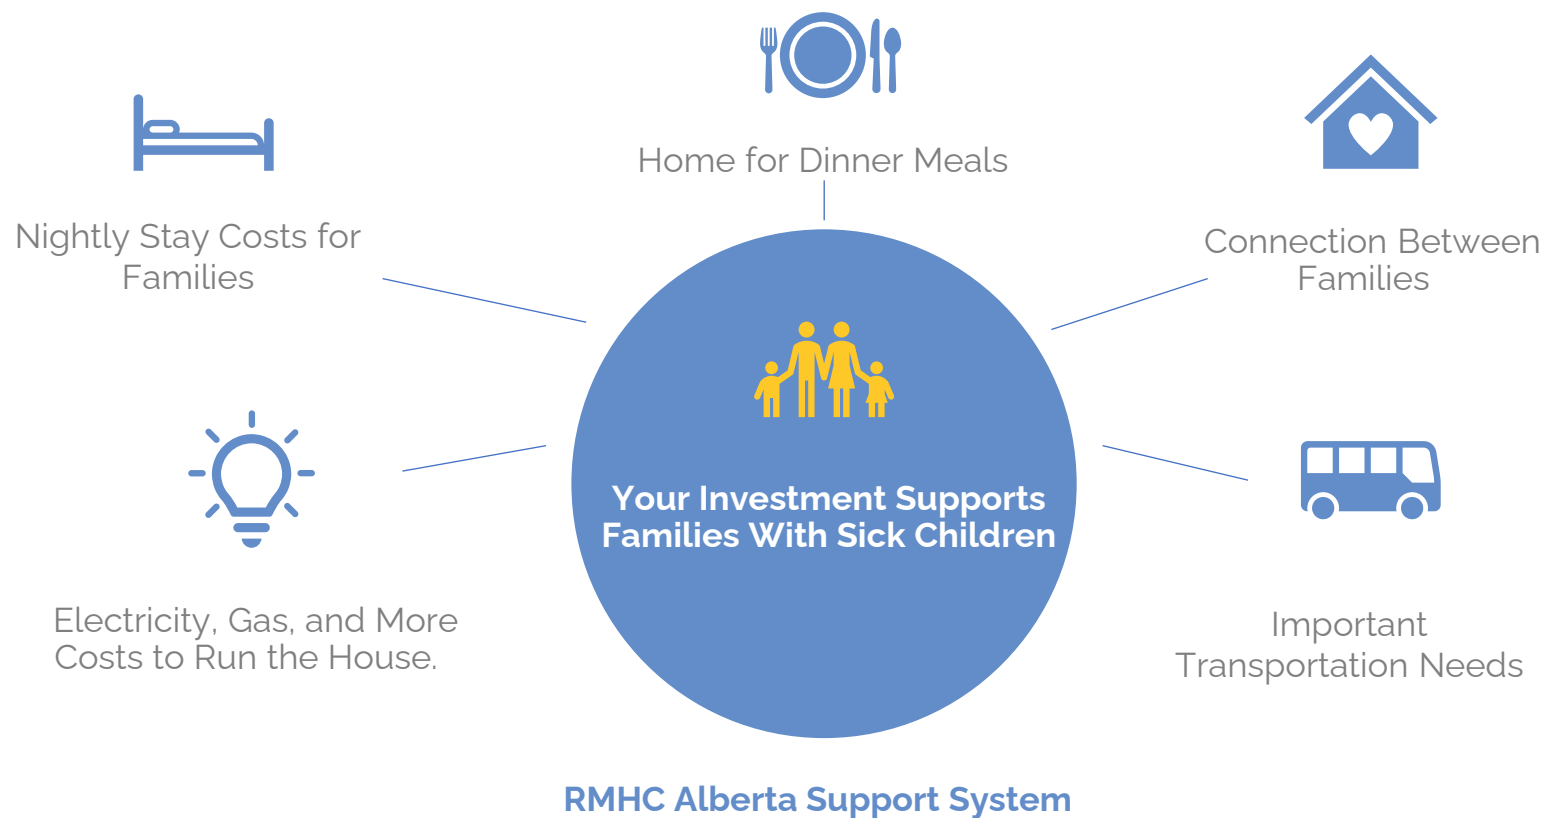 Home for Dinner Meals
Nightly Stay Costs for
Families
Connection Between
Families
Your Investment Supports
Families With Sick Children
Electricity, Gas, and More
Costs to Run the House.
Important
Transportation Needs
RMHC Alberta Support System